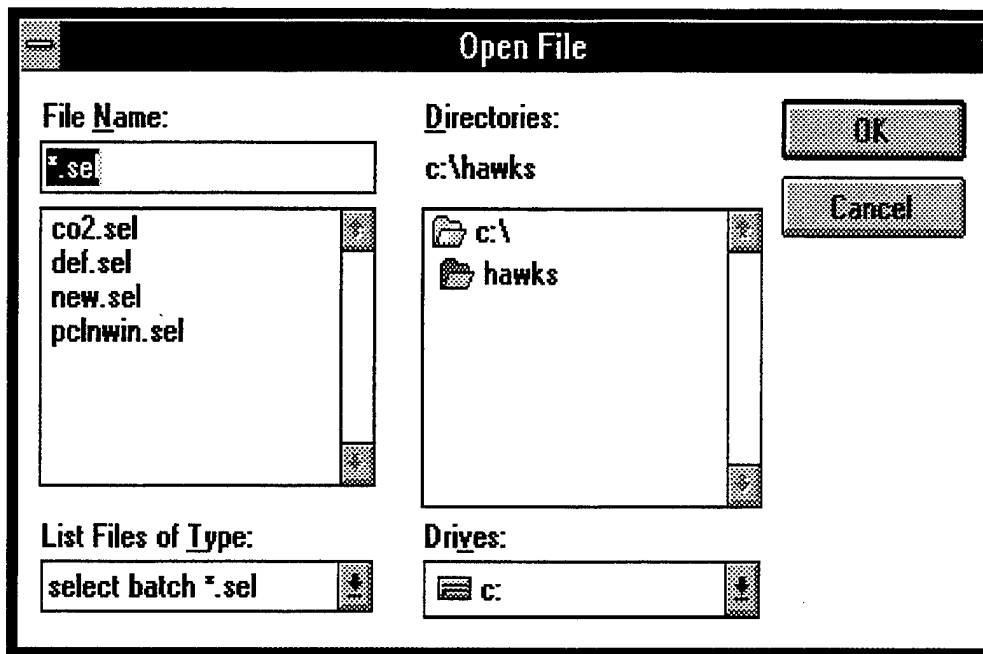 Open File
File Name:
*.sel
co2.sel
def.sel
new.sel
pclnwin.sel
List Files of Type:
select batch *.sel
Directories:
c:\hawks
c:\
hawks
Drives:
c:
OK
Cancel